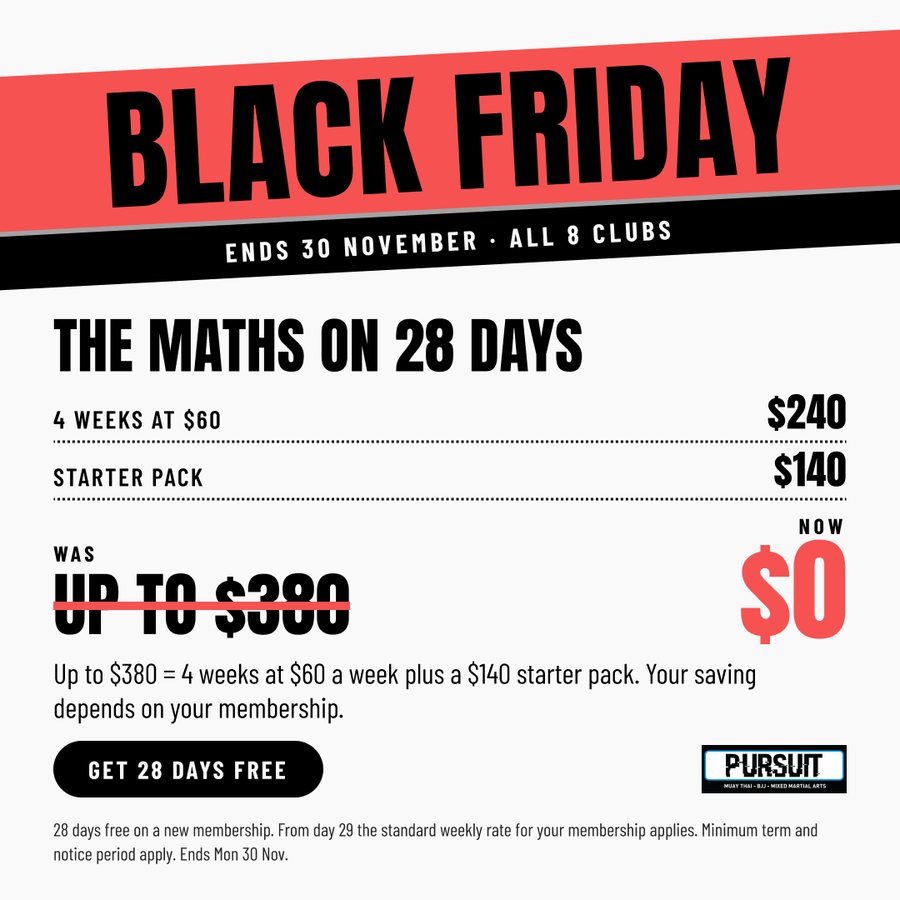 BLACK FRIDAY
ENDS 30 NOVEMBER · ALL 8 CLUBS
THE MATHS ON 28 DAYS
4 WEEKS AT $60 $240
STARTER PACK $140
NOW
WAS
UP TO $380 $0
Up to $380 = 4 weeks at $60 a week plus a $140 starter pack. Your saving
depends on your membership.
GET 28 DAYS FREE
PURSUIT
MUAY THAI • BJJ • MIXED MARTIAL ARTS
28 days free on a new membership. From day 29 the standard weekly rate for your membership applies. Minimum term and
notice period apply. Ends Mon 30 Nov.